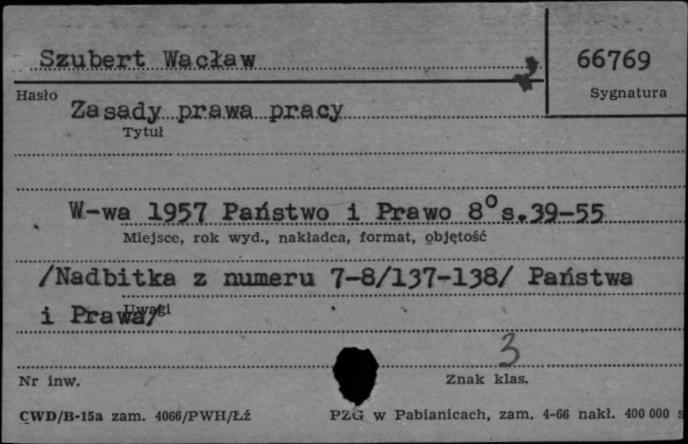 Szubert Wacław
66769
Hasło
Sygnatura
Zasady prawa pracy
Tytuł
W-wa 1957 Państwo i Prawo 8° s.39-55
Miejsce, rok wyd., nakładca, format, objętość
/Nadbitka z numeru 7-8/137-138/ Państwa
i Prawa/
Uwagi
3
Nr inw.
Znak klas.
CWD/B-15a zam. 4066/PWH/Łź
PZG w Pabianicach, zam. 4-66 nakł. 400 000 s